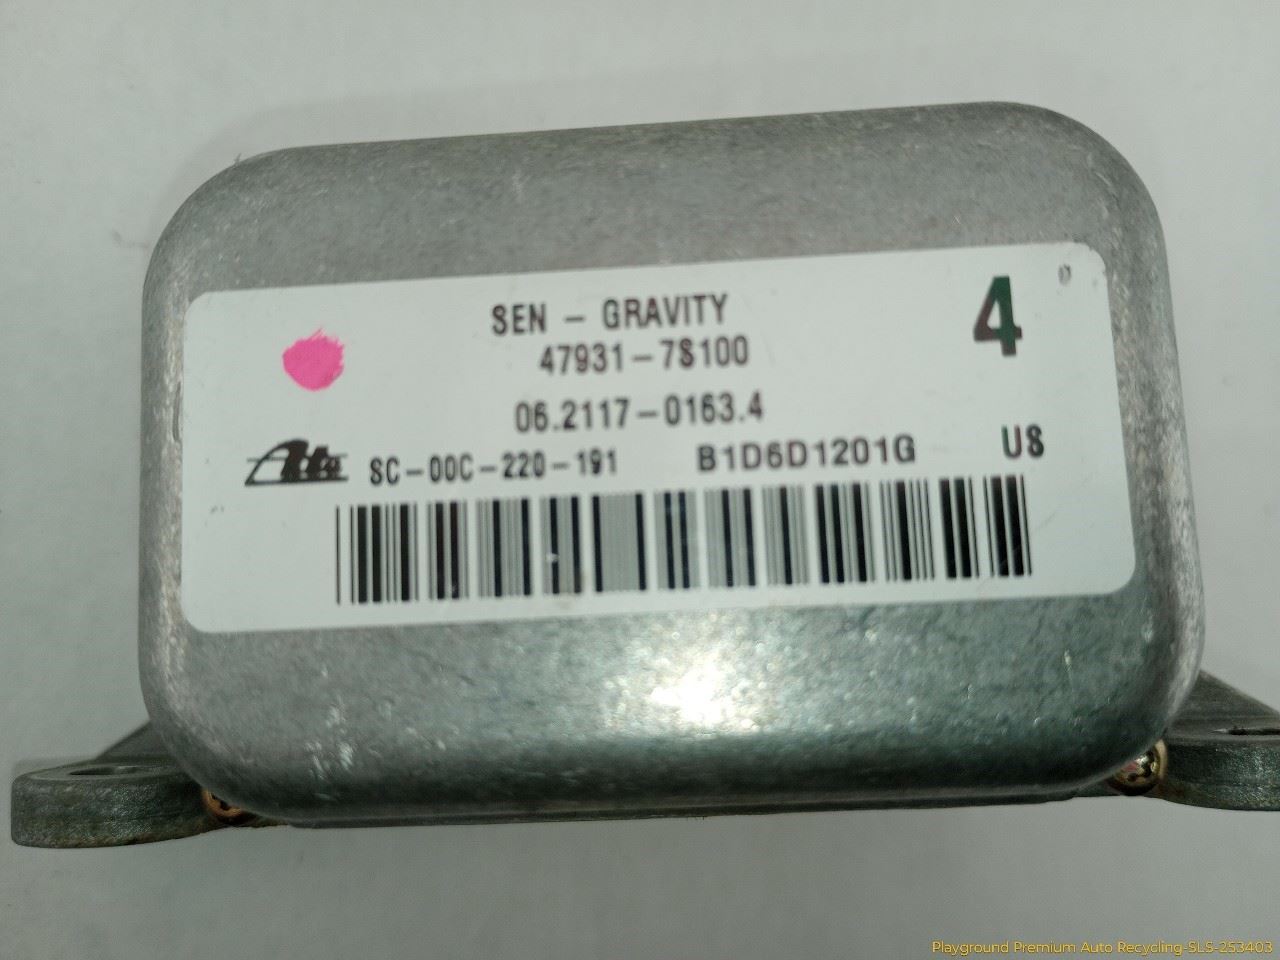 SEN - GRAVITY
4
47931-7S100
06.2117-0163.4
Ate SC-00C-220-191 B1D6D1201G US
Playground Premium Auto Recycling-SLS-253403